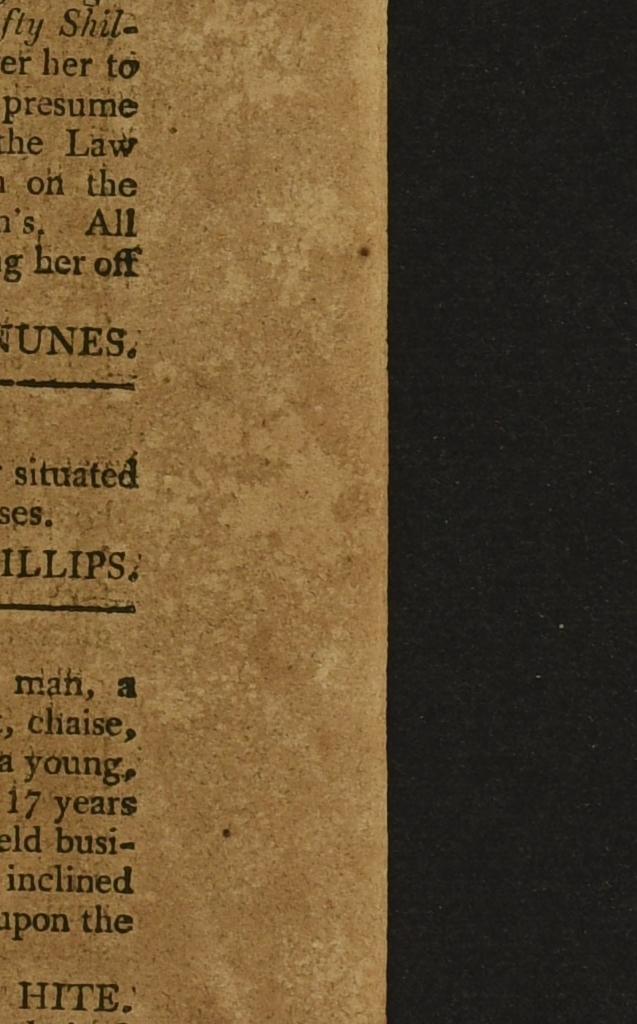 fty Shil-
er her to
presume
the Law
on the
n's. All
g her off
NUNES.
situated
ses.
ILLIPS.
man, a
, chaise,
a young,
17 years
eld busi-
inclined
upon the
HITE.